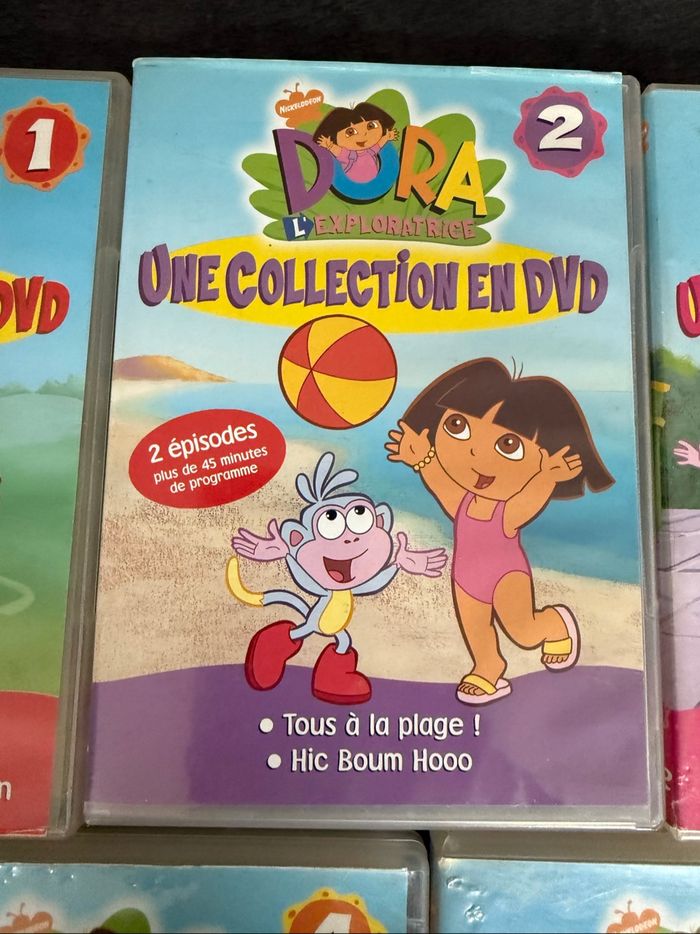 1
DVD
n
NICKELODEON
DORA
L'EXPLORATRICE
2
UNE COLLECTION EN DVD
2 épisodes
plus de 45 minutes
de programme
• Tous à la plage !
• Hic Boum Hooo
U
e